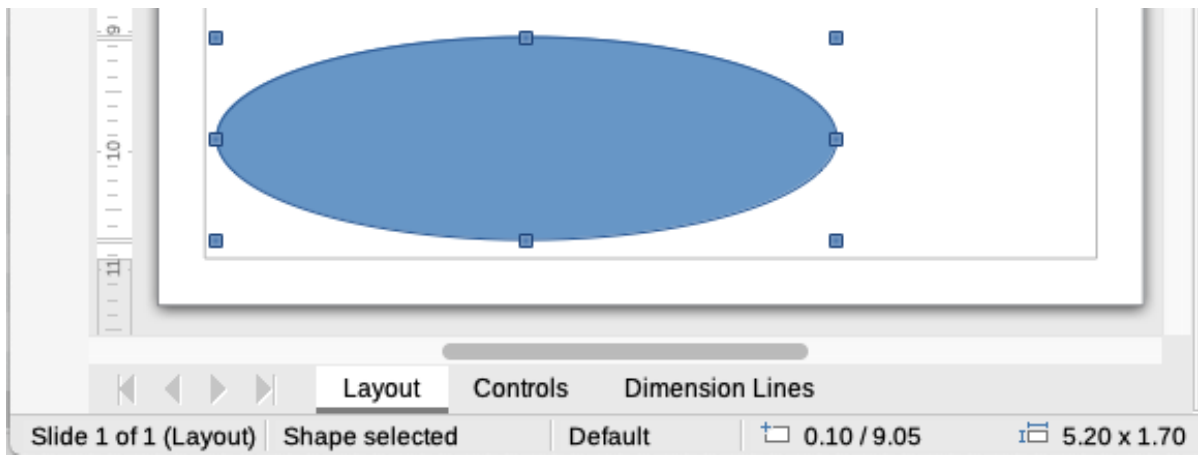 9
10
11
Layout Controls Dimension Lines
Slide 1 of 1 (Layout) Shape selected Default 0.10 / 9.05 5.20 x 1.70